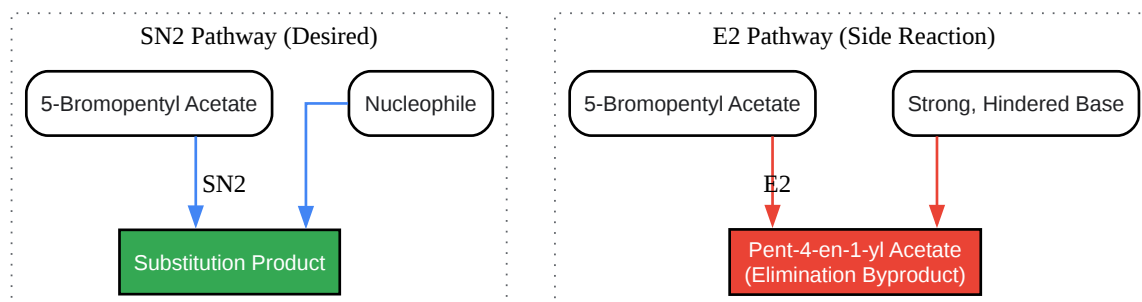 SN2 Pathway (Desired)
5-Bromopentyl Acetate
Nucleophile
SN2
Substitution Product
E2 Pathway (Side Reaction)
5-Bromopentyl Acetate
Strong, Hindered Base
E2
Pent-4-en-1-yl Acetate
(Elimination Byproduct)